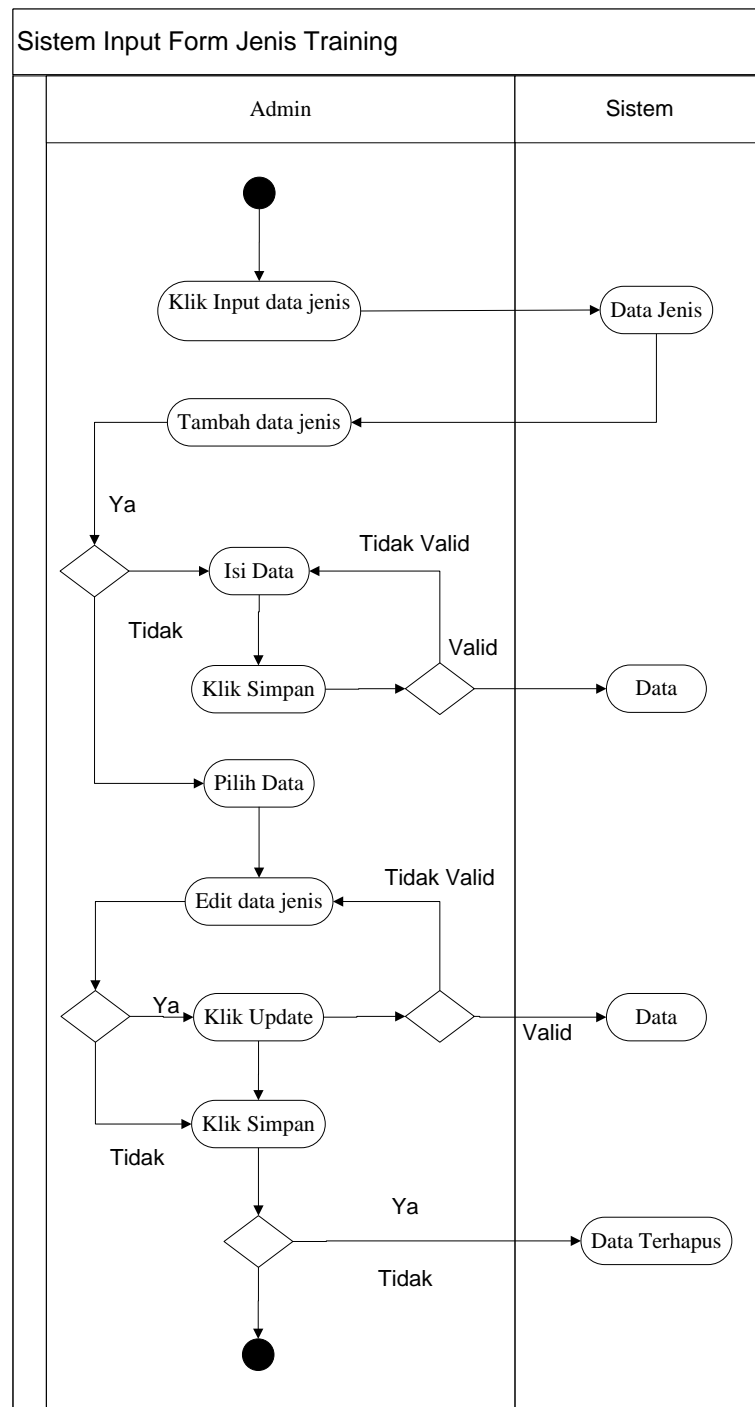 Sistem Input Form Jenis Training
Admin
Sistem
Klik Input data jenis
Data Jenis
Tambah data jenis
Ya
Tidak Valid
Isi Data
Tidak
Valid
Klik Simpan
Data
Pilih Data
Tidak Valid
Edit data jenis
Ya
Klik Update
Data
Valid
Klik Simpan
Tidak
Ya
Data Terhapus
Tidak